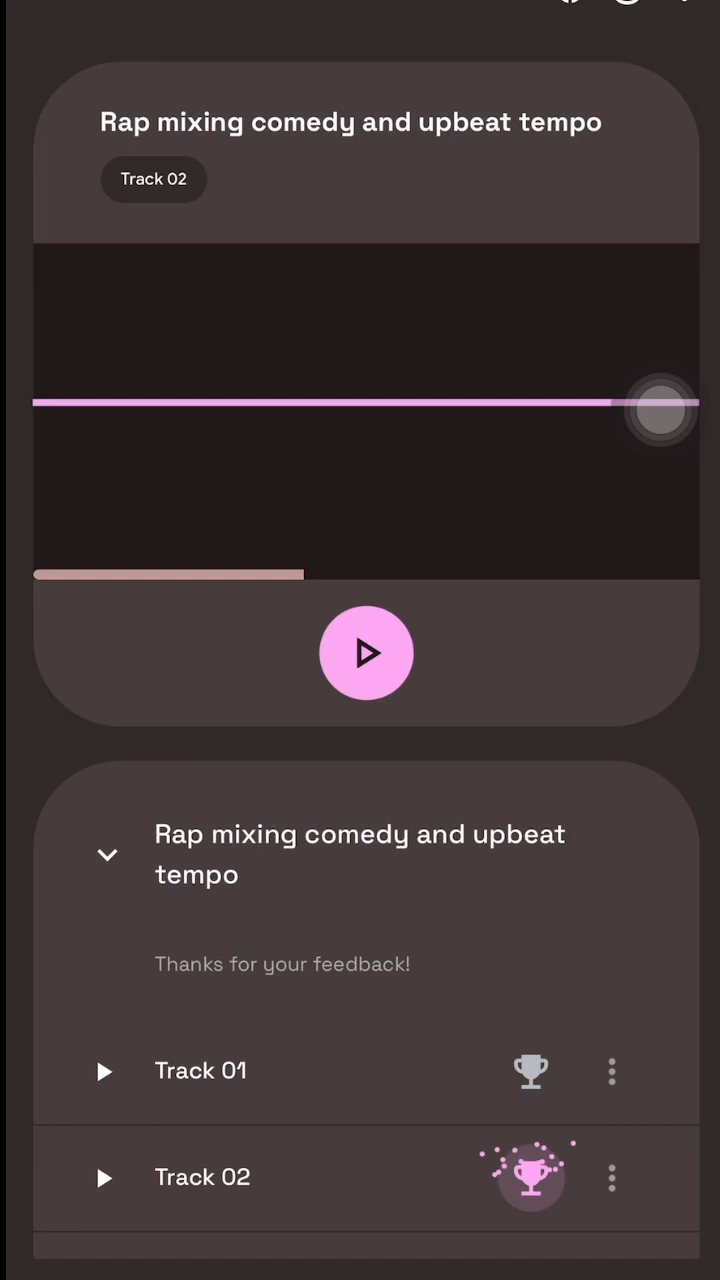 Rap mixing comedy and upbeat tempo
Track 02
Rap mixing comedy and upbeat
tempo
Thanks for your feedback!
Track 01
Track 02